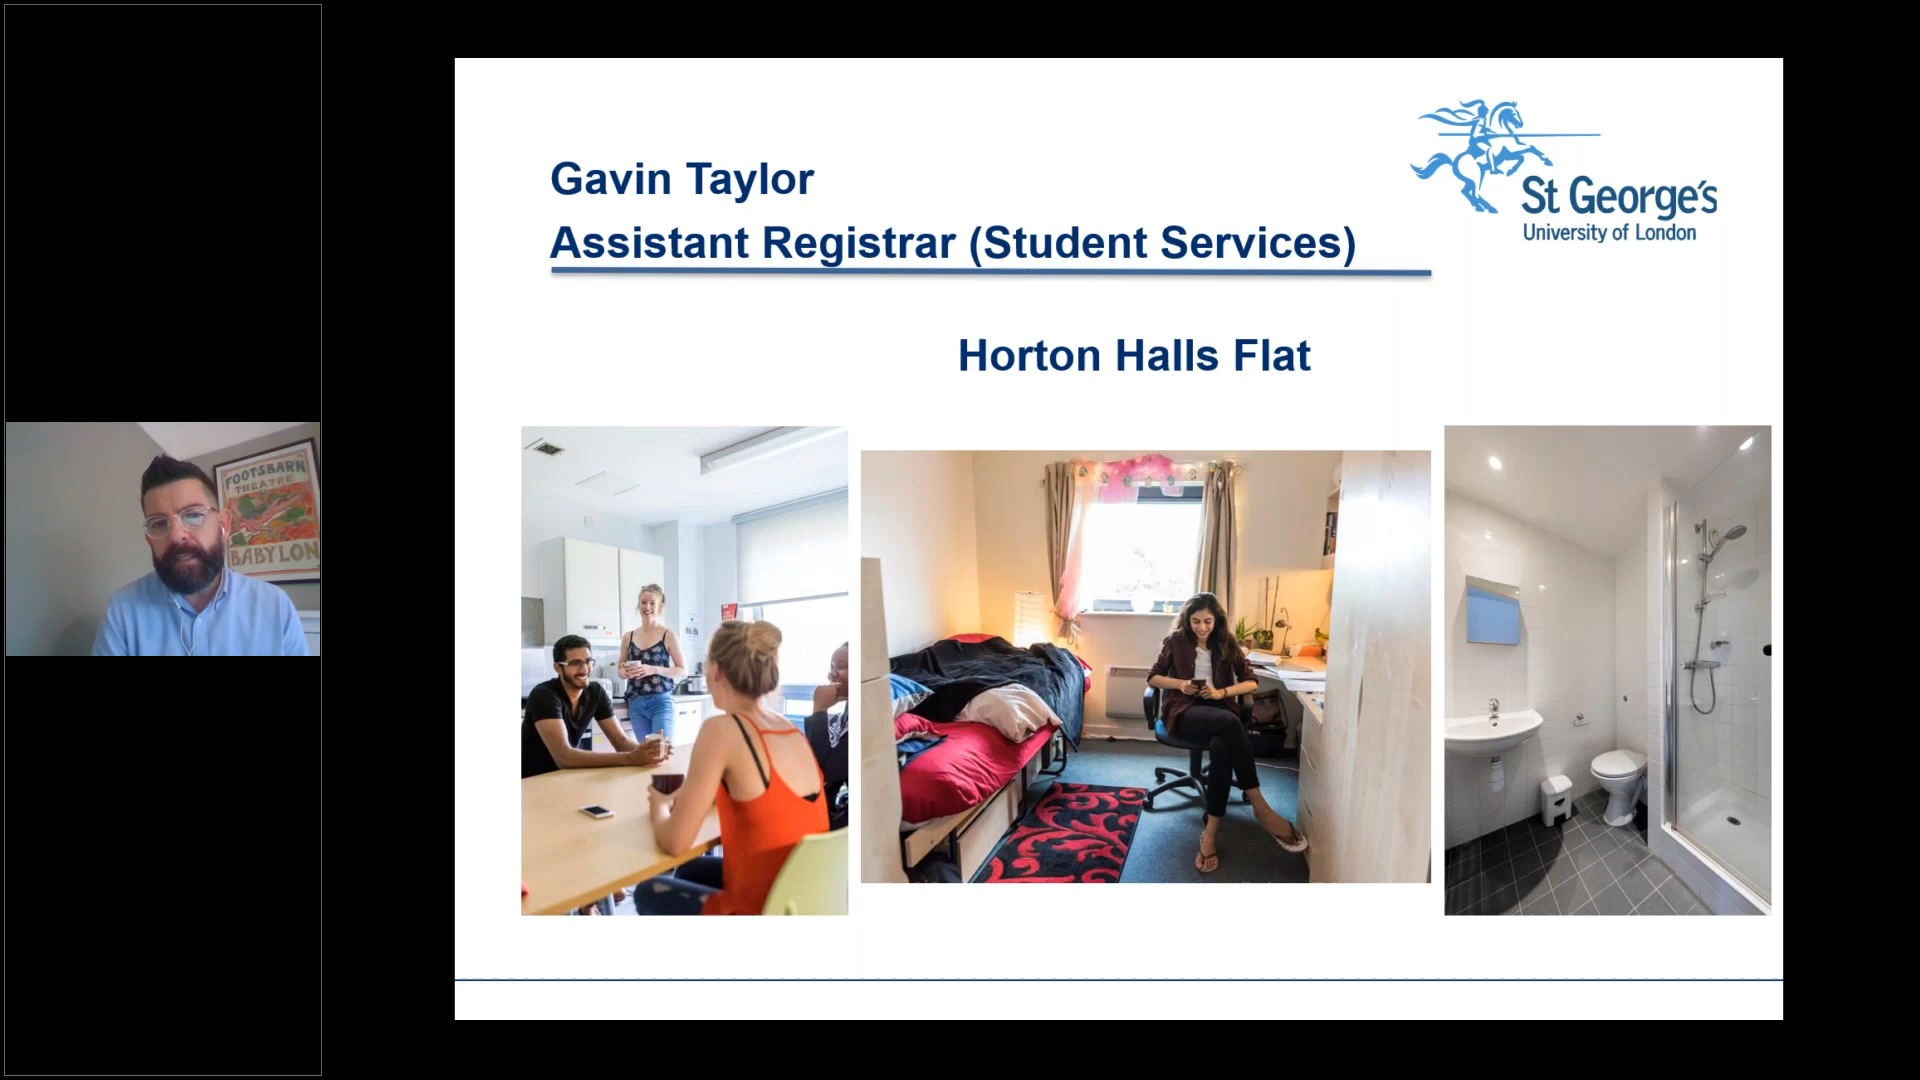 Gavin Taylor
Assistant Registrar (Student Services)
St George's
University of London
Horton Halls Flat
FOOTSBARN
THEATRE
BABYLON